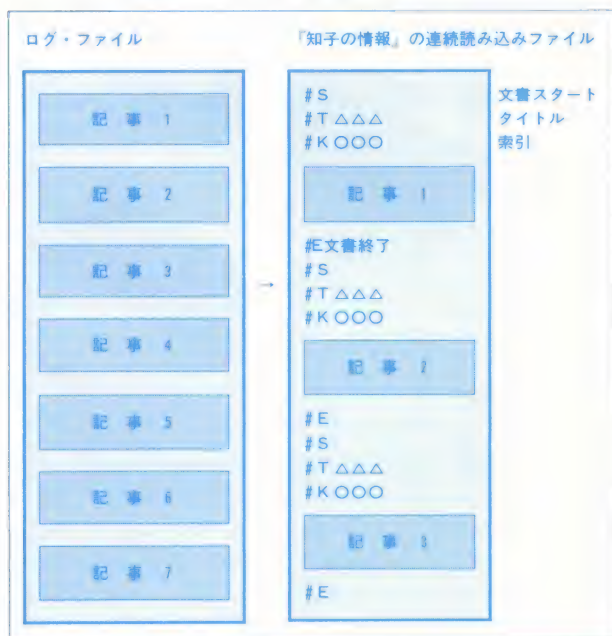 ログ・ファイル
記事 1
記事 2
記事 3
記事 4
記事 5
記事 6
記事 7
→
『知子の情報』の連続読み込みファイル
#S 文書スタート
#T△△△ タイトル
#K○○○ 索引
記事 1
#E文書終了
#S
#T△△△
#K○○○
記事 2
#E
#S
#T△△△
#K○○○
記事 3
#E